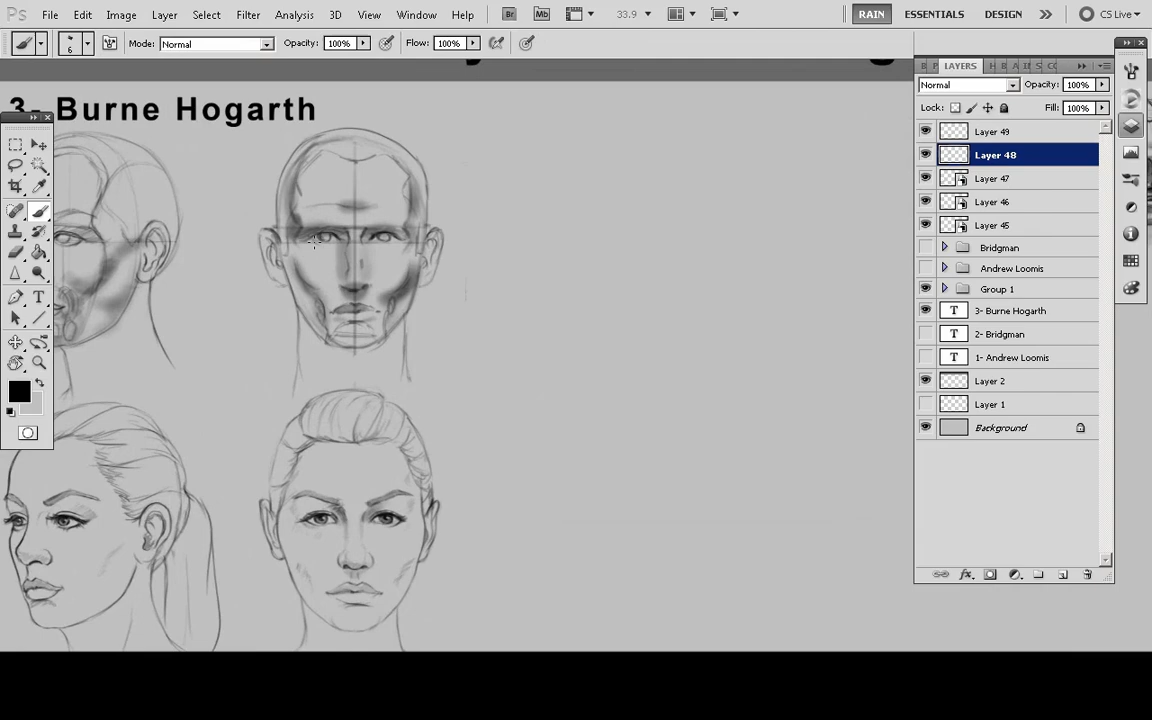 Ps File Edit Image Layer Select Filter Analysis 3D View Window Help Br Mb 33.9 RAIN ESSENTIALS DESIGN CS Live
6 Mode: Normal Opacity: 100% Flow: 100%
LAYERS
Normal Opacity: 100%
Lock: Fill: 100%
3- Burne Hogarth
Layer 49
Layer 48
Layer 47
Layer 46
Layer 45
Bridgman
Andrew Loomis
Group 1
T 3- Burne Hogarth
T 2- Bridgman
T 1- Andrew Loomis
Layer 2
Layer 1
Background